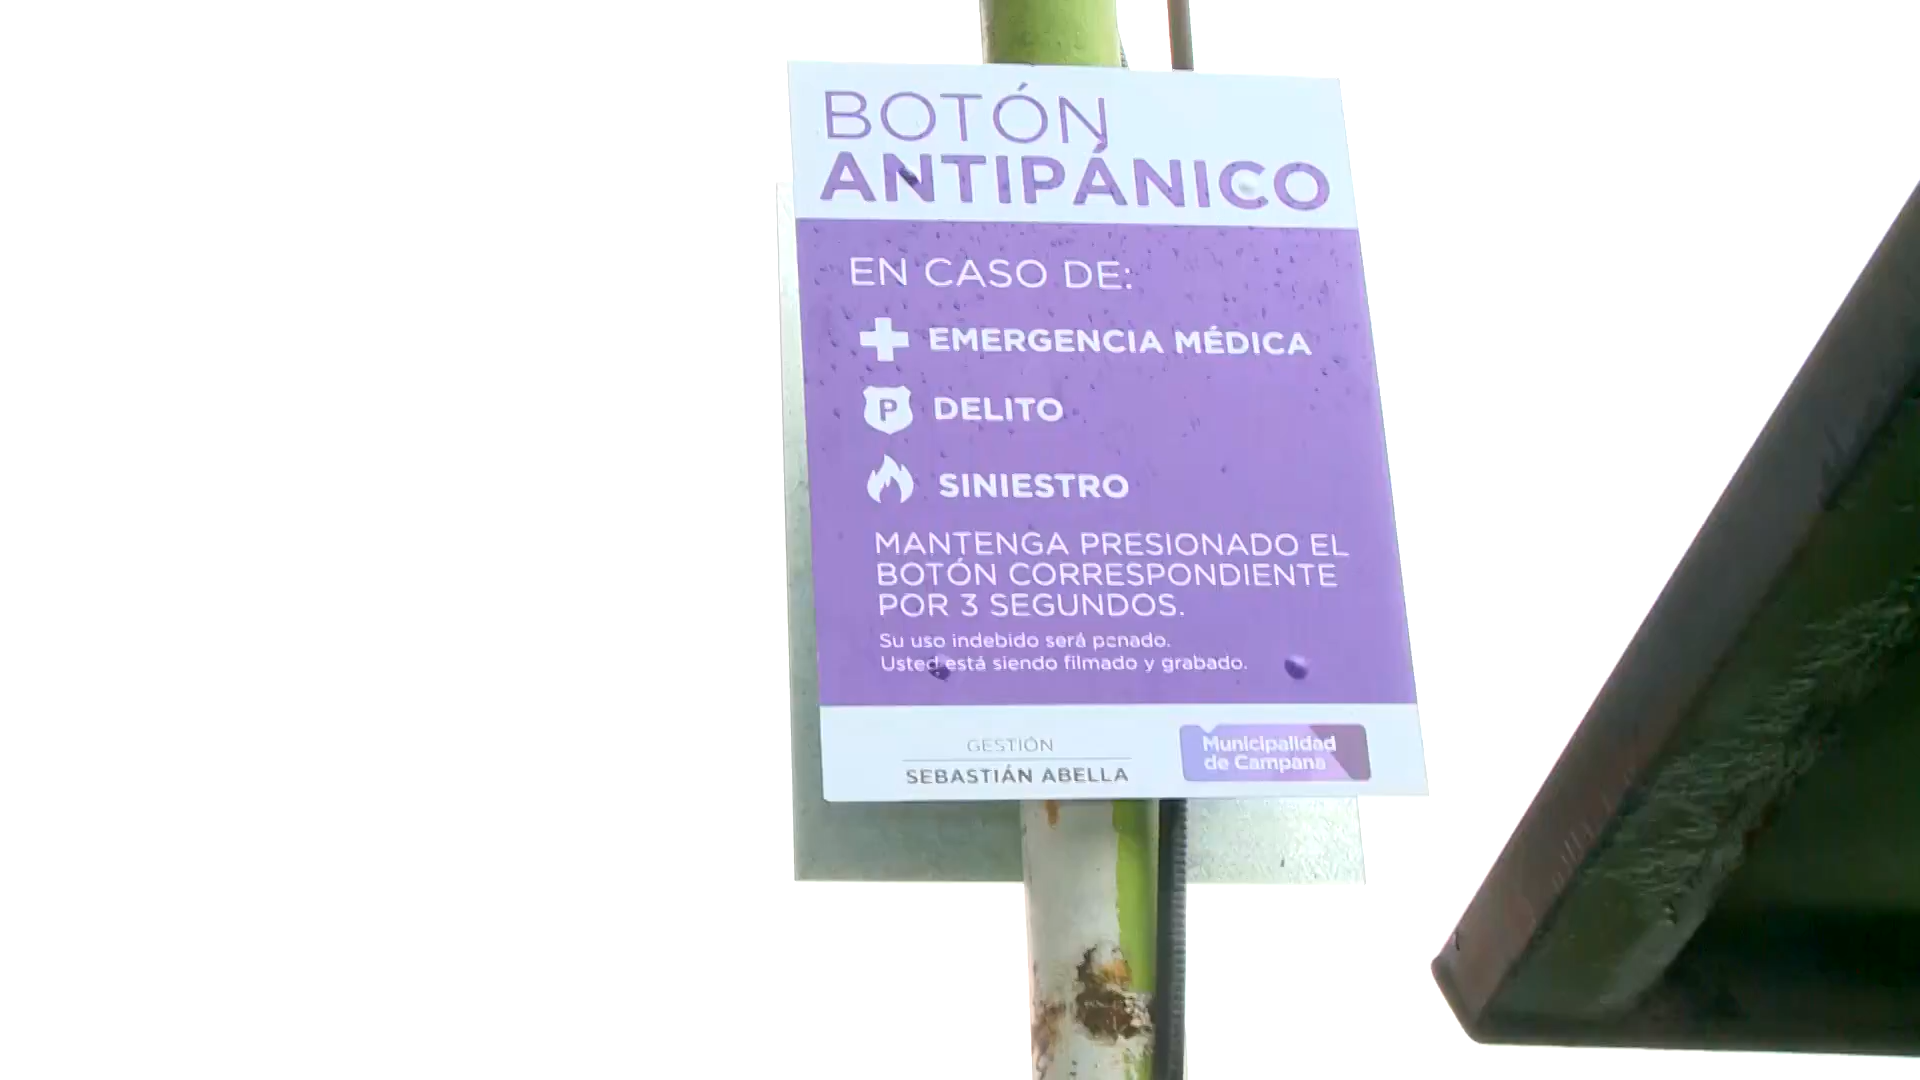 BOTÓN
ANTIPÁNICO
EN CASO DE:
EMERGENCIA MÉDICA
P DELITO
SINIESTRO
MANTENGA PRESIONADO EL
BOTÓN CORRESPONDIENTE
POR 3 SEGUNDOS.
Su uso indebido será penado.
Usted está siendo filmado y grabado.
GESTIÓN
SEBASTIÁN ABELLA
Municipalidad
de Campana